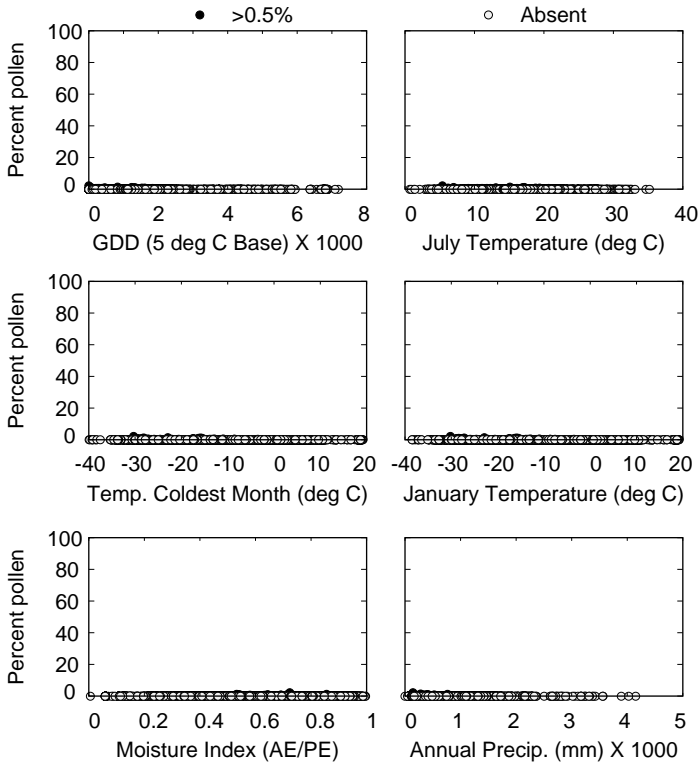 >0.5% Absent
Percent pollen
100
80
60
40
20
0
0 2 4 6 8
GDD (5 deg C Base) X 1000
0 10 20 30 40
July Temperature (deg C)
Percent pollen
100
80
60
40
20
0
-40 -30 -20 -10 0 10 20
Temp. Coldest Month (deg C)
-40 -30 -20 -10 0 10 20
January Temperature (deg C)
Percent pollen
100
80
60
40
20
0
0 0.2 0.4 0.6 0.8 1
Moisture Index (AE/PE)
0 1 2 3 4 5
Annual Precip. (mm) X 1000